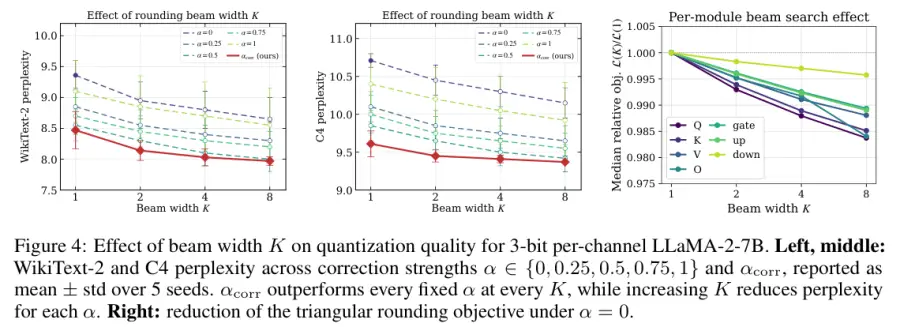 Effect of rounding beam width K
WikiText-2 perplexity
10.0
9.5
9.0
8.5
8.0
7.5
α = 0
α = 0.25
α = 0.5
α = 0.75
α = 1
α_corr (ours)
1 2 4 8
Beam width K
Effect of rounding beam width K
C4 perplexity
11.0
10.5
10.0
9.5
9.0
α = 0
α = 0.25
α = 0.5
α = 0.75
α = 1
α_corr (ours)
1 2 4 8
Beam width K
Per-module beam search effect
Median relative obj. ℒ(K)/ℒ(1)
1.005
1.000
0.995
0.990
0.985
0.980
0.975
Q
K
V
O
gate
up
down
1 2 4 8
Beam width K
Figure 4: Effect of beam width K on quantization quality for 3-bit per-channel LLaMA-2-7B. Left, middle:
WikiText-2 and C4 perplexity across correction strengths α ∈ {0, 0.25, 0.5, 0.75, 1} and α_corr, reported as
mean ± std over 5 seeds. α_corr outperforms every fixed α at every K, while increasing K reduces perplexity
for each α. Right: reduction of the triangular rounding objective under α = 0.